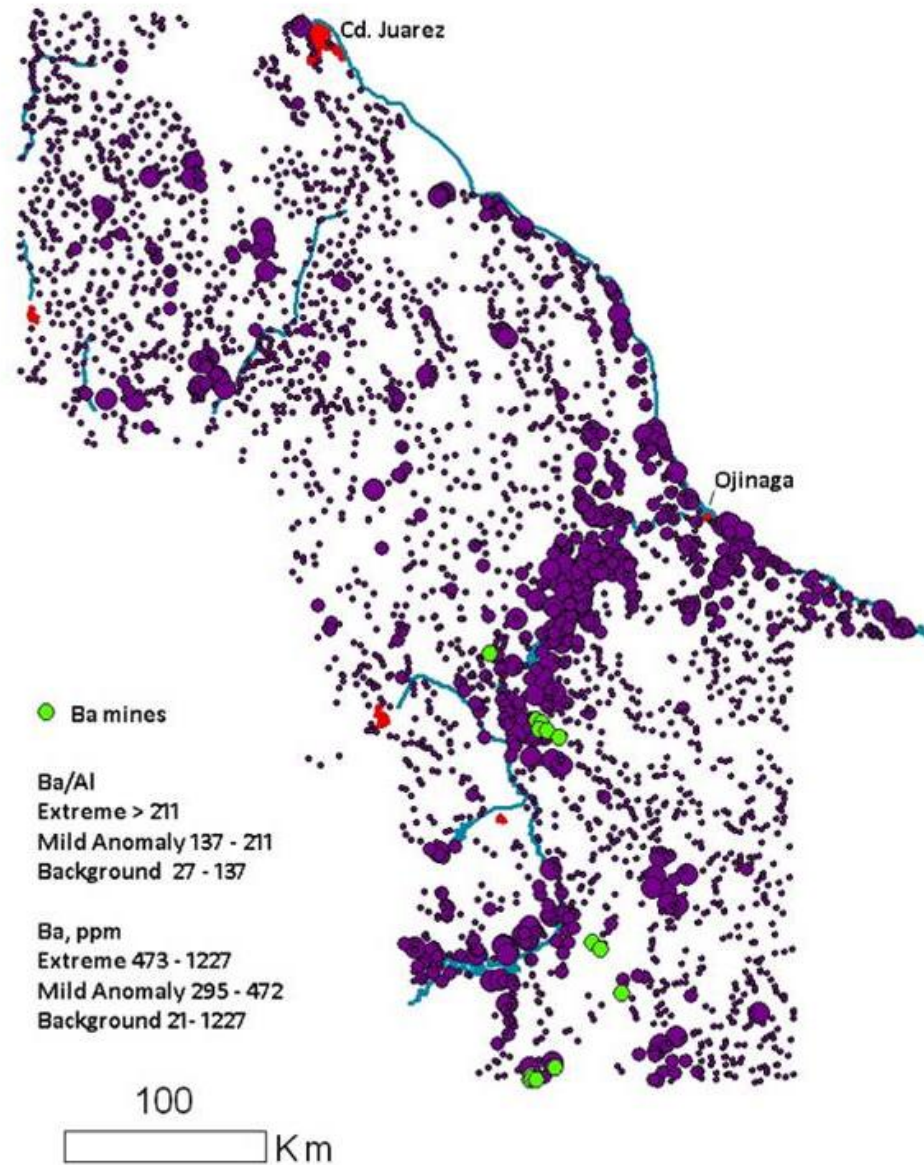 Cd. Juarez
Ojinaga
Ba mines
Ba/Al
Extreme > 211
Mild Anomaly 137 - 211
Background 27 - 137
Ba, ppm
Extreme 473 - 1227
Mild Anomaly 295 - 472
Background 21- 1227
100
Km